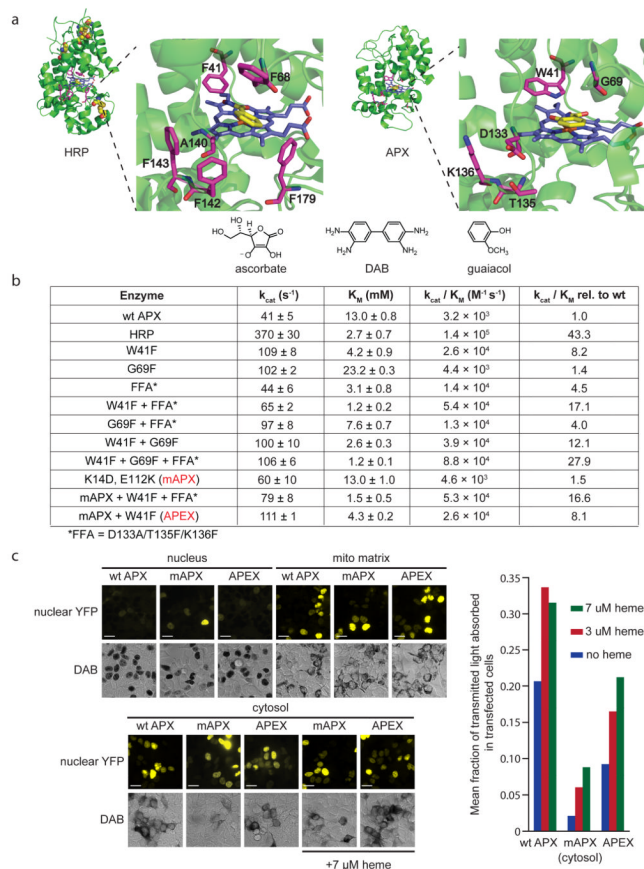 a
F41
F68
A140
F143
F142
F179
HRP
W41
G69
D133
K136
T135
APX
HO
HO
H
O
O
O
OH
ascorbate
H₂N
NH₂
H₂N
NH₂
DAB
OH
OCH₃
guaiacol
b
Enzyme k_cat (s⁻¹) K_M (mM) k_cat / K_M (M⁻¹ s⁻¹) k_cat / K_M rel. to wt
wt APX 41 ± 5 13.0 ± 0.8 3.2 × 10³ 1.0
HRP 370 ± 30 2.7 ± 0.7 1.4 × 10⁵ 43.3
W41F 109 ± 8 4.2 ± 0.9 2.6 × 10⁴ 8.2
G69F 102 ± 2 23.2 ± 0.3 4.4 × 10³ 1.4
FFA* 44 ± 6 3.1 ± 0.8 1.4 × 10⁴ 4.5
W41F + FFA* 65 ± 2 1.2 ± 0.2 5.4 × 10⁴ 17.1
G69F + FFA* 97 ± 8 7.6 ± 0.7 1.3 × 10⁴ 4.0
W41F + G69F 100 ± 10 2.6 ± 0.3 3.9 × 10⁴ 12.1
W41F + G69F + FFA* 106 ± 6 1.2 ± 0.1 8.8 × 10⁴ 27.9
K14D, E112K (mAPX) 60 ± 10 13.0 ± 1.0 4.6 × 10³ 1.5
mAPX + W41F + FFA* 79 ± 8 1.5 ± 0.5 5.3 × 10⁴ 16.6
mAPX + W41F (APEX) 111 ± 1 4.3 ± 0.2 2.6 × 10⁴ 8.1
*FFA = D133A/T135F/K136F
c
nucleus mito matrix
wt APX mAPX APEX wt APX mAPX APEX
nuclear YFP
DAB
cytosol
wt APX mAPX APEX mAPX APEX
nuclear YFP
DAB
+7 µM heme
Mean fraction of transmitted light absorbed
in transfected cells
0.35
0.30
0.25
0.20
0.15
0.10
0.05
0
7 uM heme
3 uM heme
no heme
wt APX mAPX APEX
(cytosol)